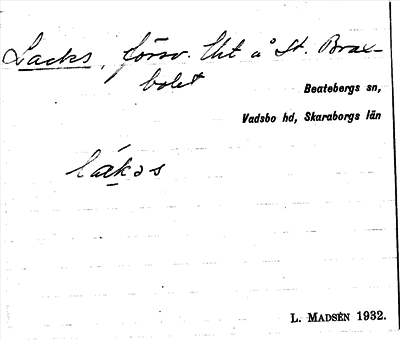 Lacks, försv. lht å St. Brax-
bolet
Beatebergs sn,
Vadsbo hd, Skaraborgs län
lákəs
L. MADSÉN 1932.